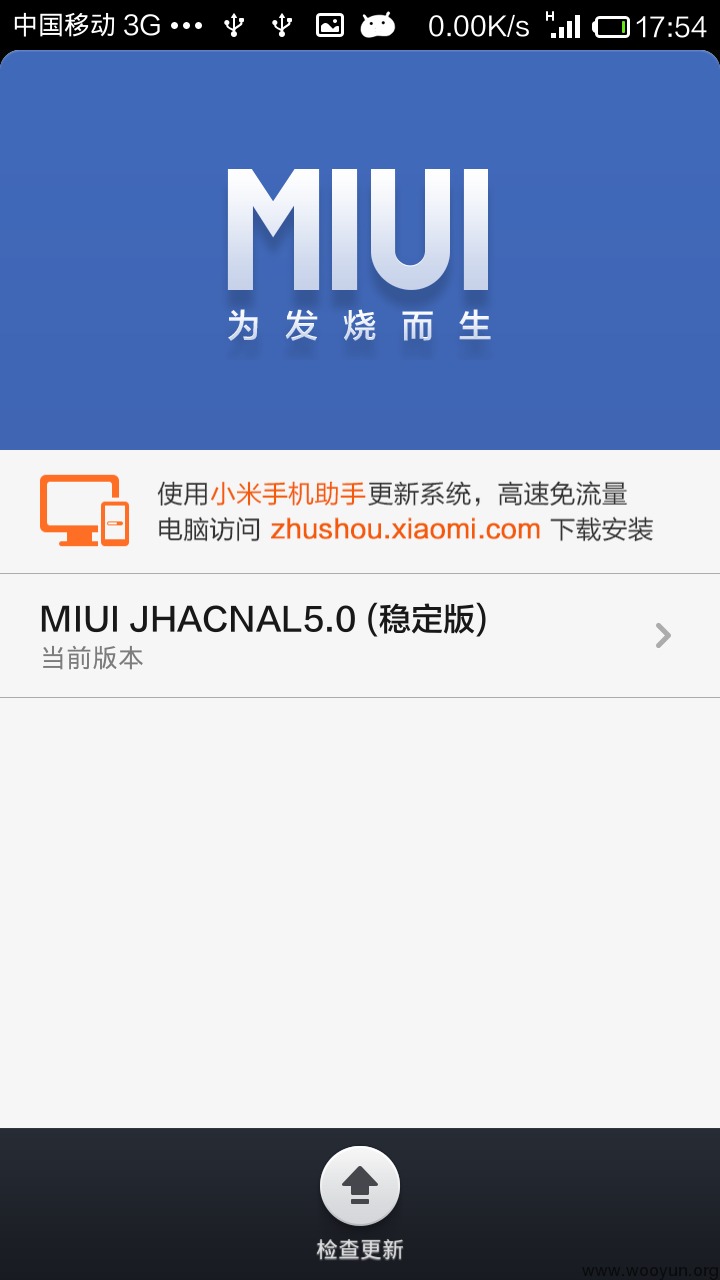 中国移动 3G ••• 0.00K/s H 17:54
MIUI
为发烧而生
使用小米手机助手更新系统，高速免流量
电脑访问 zhushou.xiaomi.com 下载安装
MIUI JHACNAL5.0 (稳定版)
当前版本
检查更新
www.wooyun.org